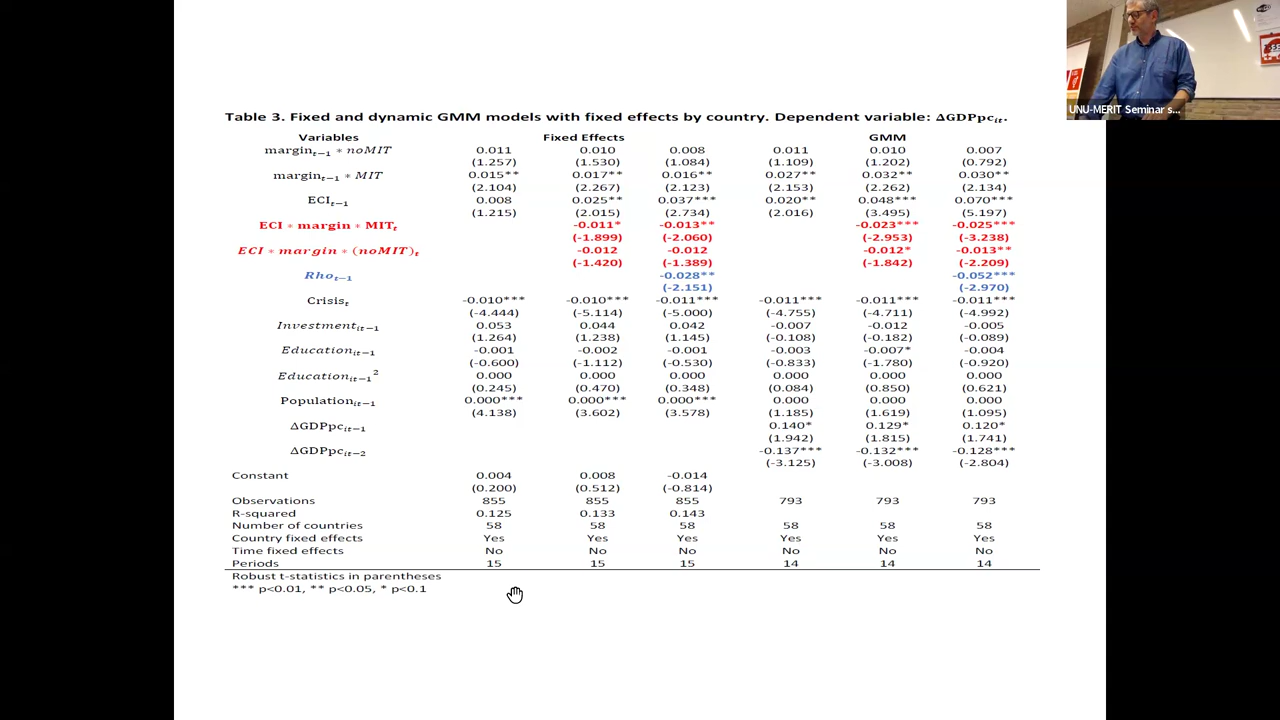 Table 3. Fixed and dynamic GMM models with fixed effects by country. Dependent variable: ΔGDPpc_it.
Variables Fixed Effects GMM
margin_t−1 * noMIT 0.011 0.010 0.008 0.011 0.010 0.007
(1.257) (1.530) (1.084) (1.109) (1.202) (0.792)
margin_t−1 * MIT 0.015** 0.017** 0.016** 0.027** 0.032** 0.030**
(2.104) (2.267) (2.123) (2.153) (2.262) (2.134)
ECI_t−1 0.008 0.025** 0.037*** 0.020** 0.048*** 0.070***
(1.215) (2.015) (2.734) (2.016) (3.495) (5.197)
ECI * margin * MIT_t -0.011* -0.013** -0.023*** -0.025***
(-1.899) (-2.060) (-2.953) (-3.238)
ECI * margin * (noMIT)_t -0.012 -0.012 -0.012* -0.013**
(-1.420) (-1.389) (-1.842) (-2.209)
Rho_t−1 -0.028** -0.052***
(-2.151) (-2.970)
Crisis_t -0.010*** -0.010*** -0.011*** -0.011*** -0.011*** -0.011***
(-4.444) (-5.114) (-5.000) (-4.755) (-4.711) (-4.992)
Investment_it−1 0.053 0.044 0.042 -0.007 -0.012 -0.005
(1.264) (1.238) (1.145) (-0.108) (-0.182) (-0.089)
Education_it−1 -0.001 -0.002 -0.001 -0.003 -0.007* -0.004
(-0.600) (-1.112) (-0.530) (-0.833) (-1.780) (-0.920)
Education_it−1² 0.000 0.000 0.000 0.000 0.000 0.000
(0.245) (0.470) (0.348) (0.084) (0.850) (0.621)
Population_it−1 0.000*** 0.000*** 0.000*** 0.000 0.000 0.000
(4.138) (3.602) (3.578) (1.185) (1.619) (1.095)
ΔGDPpc_it−1 0.140* 0.129* 0.120*
(1.942) (1.815) (1.741)
ΔGDPpc_it−2 -0.137*** -0.132*** -0.128***
(-3.125) (-3.008) (-2.804)
Constant 0.004 0.008 -0.014
(0.200) (0.512) (-0.814)
Observations 855 855 855 793 793 793
R-squared 0.125 0.133 0.143
Number of countries 58 58 58 58 58 58
Country fixed effects Yes Yes Yes Yes Yes Yes
Time fixed effects No No No No No No
Periods 15 15 15 14 14 14
Robust t-statistics in parentheses
*** p<0.01, ** p<0.05, * p<0.1
UNU-MERIT Seminar s...